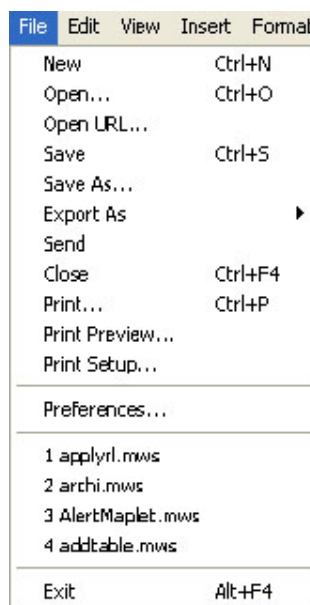 File Edit View Insert Format
New Ctrl+N
Open... Ctrl+O
Open URL...
Save Ctrl+S
Save As...
Export As
Send
Close Ctrl+F4
Print... Ctrl+P
Print Preview...
Print Setup...
Preferences...
1 applyrl.mws
2 archi.mws
3 AlertMaplet.mws
4 addtable.mws
Exit Alt+F4